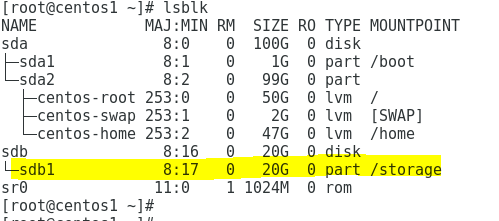 [root@centos1 ~]# lsblk
NAME            MAJ:MIN RM  SIZE RO TYPE MOUNTPOINT
sda               8:0    0  100G  0 disk
├─sda1            8:1    0    1G  0 part /boot
└─sda2            8:2    0   99G  0 part
  ├─centos-root 253:0    0   50G  0 lvm  /
  ├─centos-swap 253:1    0    2G  0 lvm  [SWAP]
  └─centos-home 253:2    0   47G  0 lvm  /home
sdb               8:16   0   20G  0 disk
└─sdb1            8:17   0   20G  0 part /storage
sr0              11:0    1 1024M  0 rom
[root@centos1 ~]#
[root@centos1 ~]#